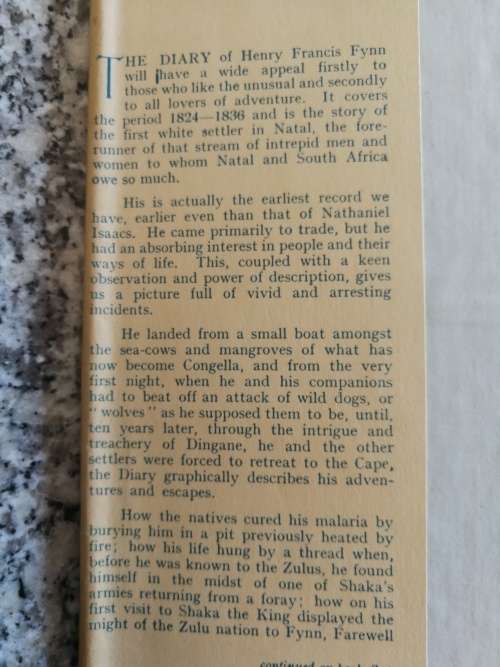 THE DIARY of Henry Francis Fynn
will have a wide appeal firstly to
those who like the unusual and secondly
to all lovers of adventure. It covers
the period 1824—1836 and is the story of
the first white settler in Natal, the fore-
runner of that stream of intrepid men and
women to whom Natal and South Africa
owe so much.
His is actually the earliest record we
have, earlier even than that of Nathaniel
Isaacs. He came primarily to trade, but he
had an absorbing interest in people and their
ways of life. This, coupled with a keen
observation and power of description, gives
us a picture full of vivid and arresting
incidents.
He landed from a small boat amongst
the sea-cows and mangroves of what has
now become Congella, and from the very
first night, when he and his companions
had to beat off an attack of wild dogs, or
"wolves" as he supposed them to be, until,
ten years later, through the intrigue and
treachery of Dingane, he and the other
settlers were forced to retreat to the Cape,
the Diary graphically describes his adven-
tures and escapes.
How the natives cured his malaria by
burying him in a pit previously heated by
fire; how his life hung by a thread when,
before he was known to the Zulus, he found
himself in the midst of one of Shaka's
armies returning from a foray; how on his
first visit to Shaka the King displayed the
might of the Zulu nation to Fynn, Farewell
continued on back